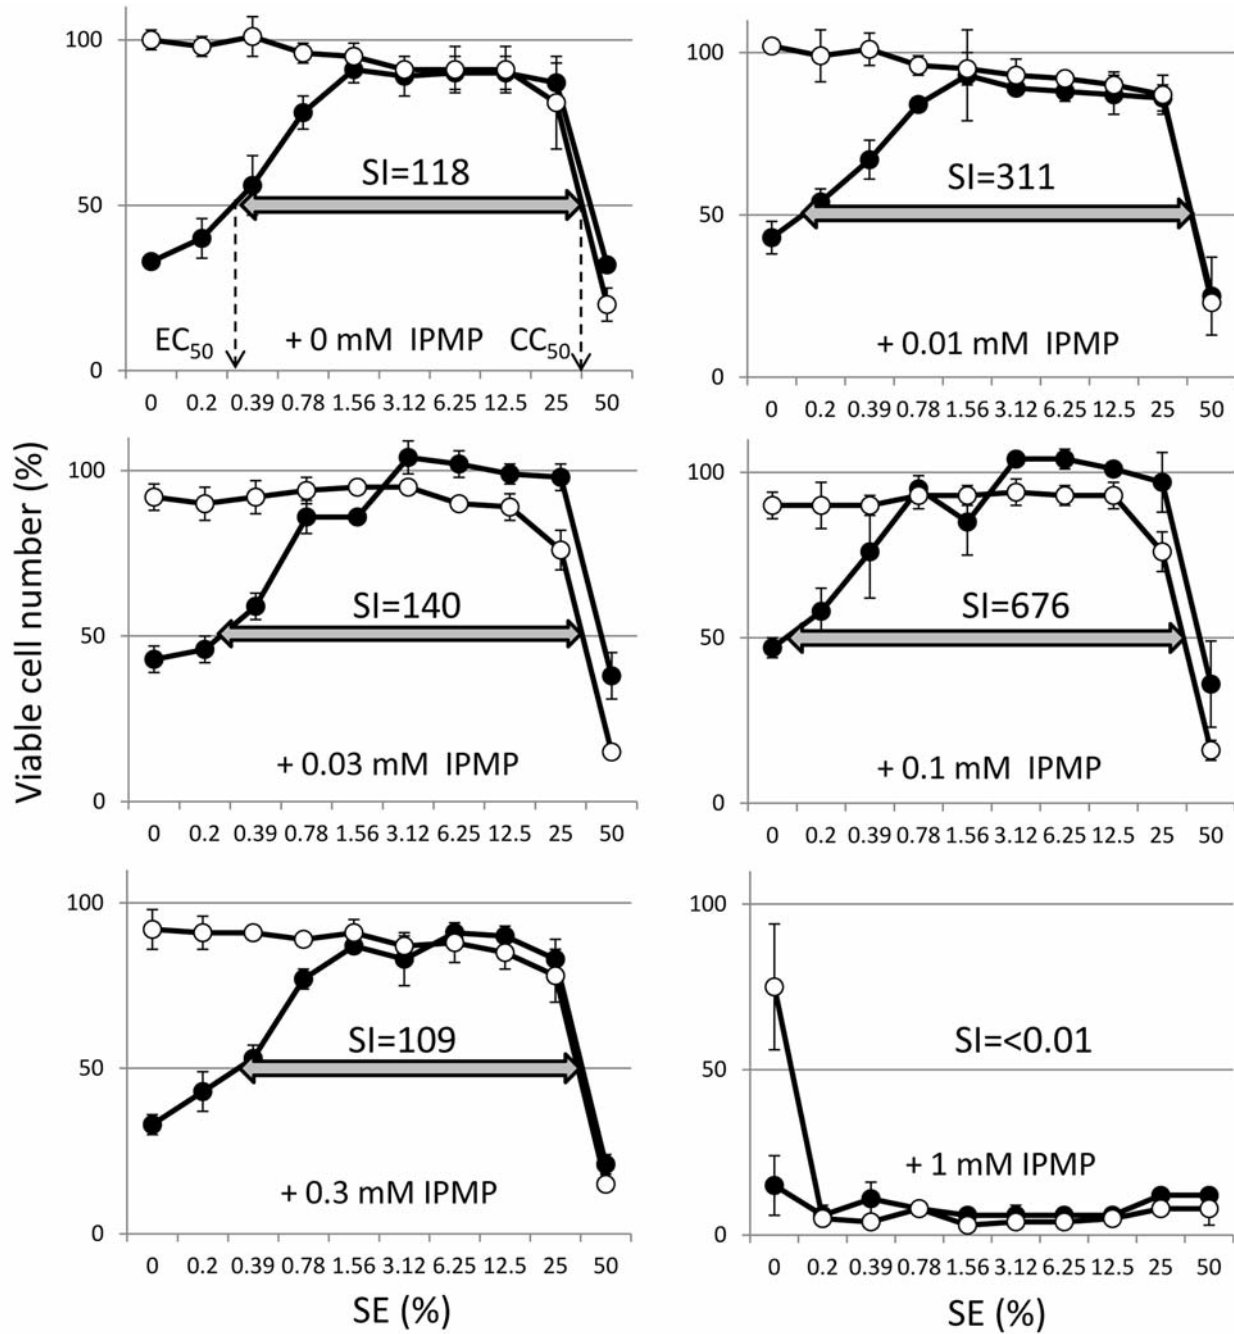 Viable cell number (%)
100
50
0
SI=118
EC50
+ 0 mM IPMP
CC50
0 0.2 0.39 0.78 1.56 3.12 6.25 12.5 25 50
100
50
0
SI=311
+ 0.01 mM IPMP
0 0.2 0.39 0.78 1.56 3.12 6.25 12.5 25 50
100
50
0
SI=140
+ 0.03 mM IPMP
0 0.2 0.39 0.78 1.56 3.12 6.25 12.5 25 50
100
50
0
SI=676
+ 0.1 mM IPMP
0 0.2 0.39 0.78 1.56 3.12 6.25 12.5 25 50
100
50
0
SI=109
+ 0.3 mM IPMP
0 0.2 0.39 0.78 1.56 3.12 6.25 12.5 25 50
SE (%)
100
50
0
SI=<0.01
+ 1 mM IPMP
0 0.2 0.39 0.78 1.56 3.12 6.25 12.5 25 50
SE (%)